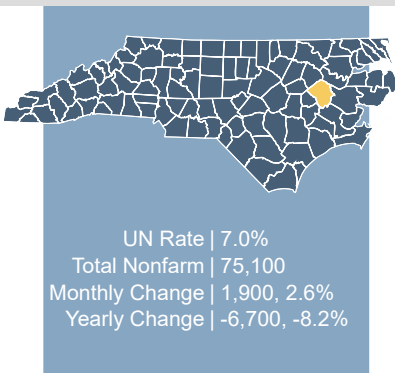 UN Rate | 7.0%
Total Nonfarm | 75,100
Monthly Change | 1,900, 2.6%
Yearly Change | -6,700, -8.2%